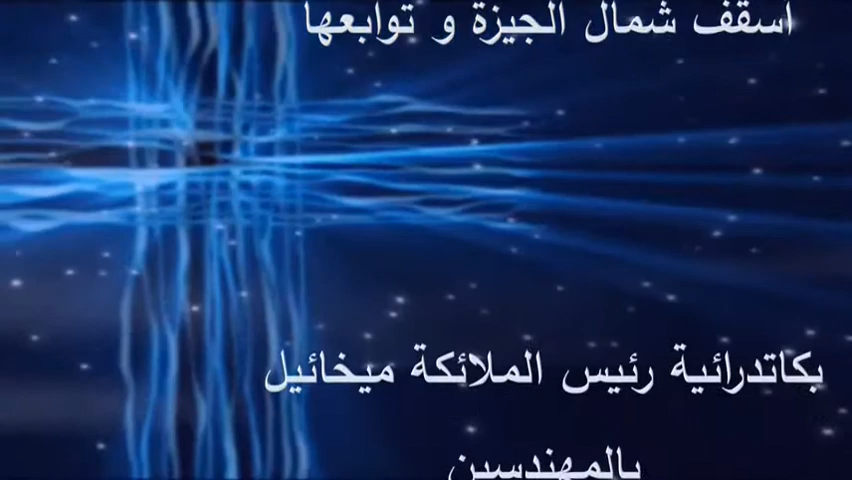 اسقف شمال الجيزة و توابعها
بكاتدرائية رئيس الملائكة ميخائيل
بالمهندسين